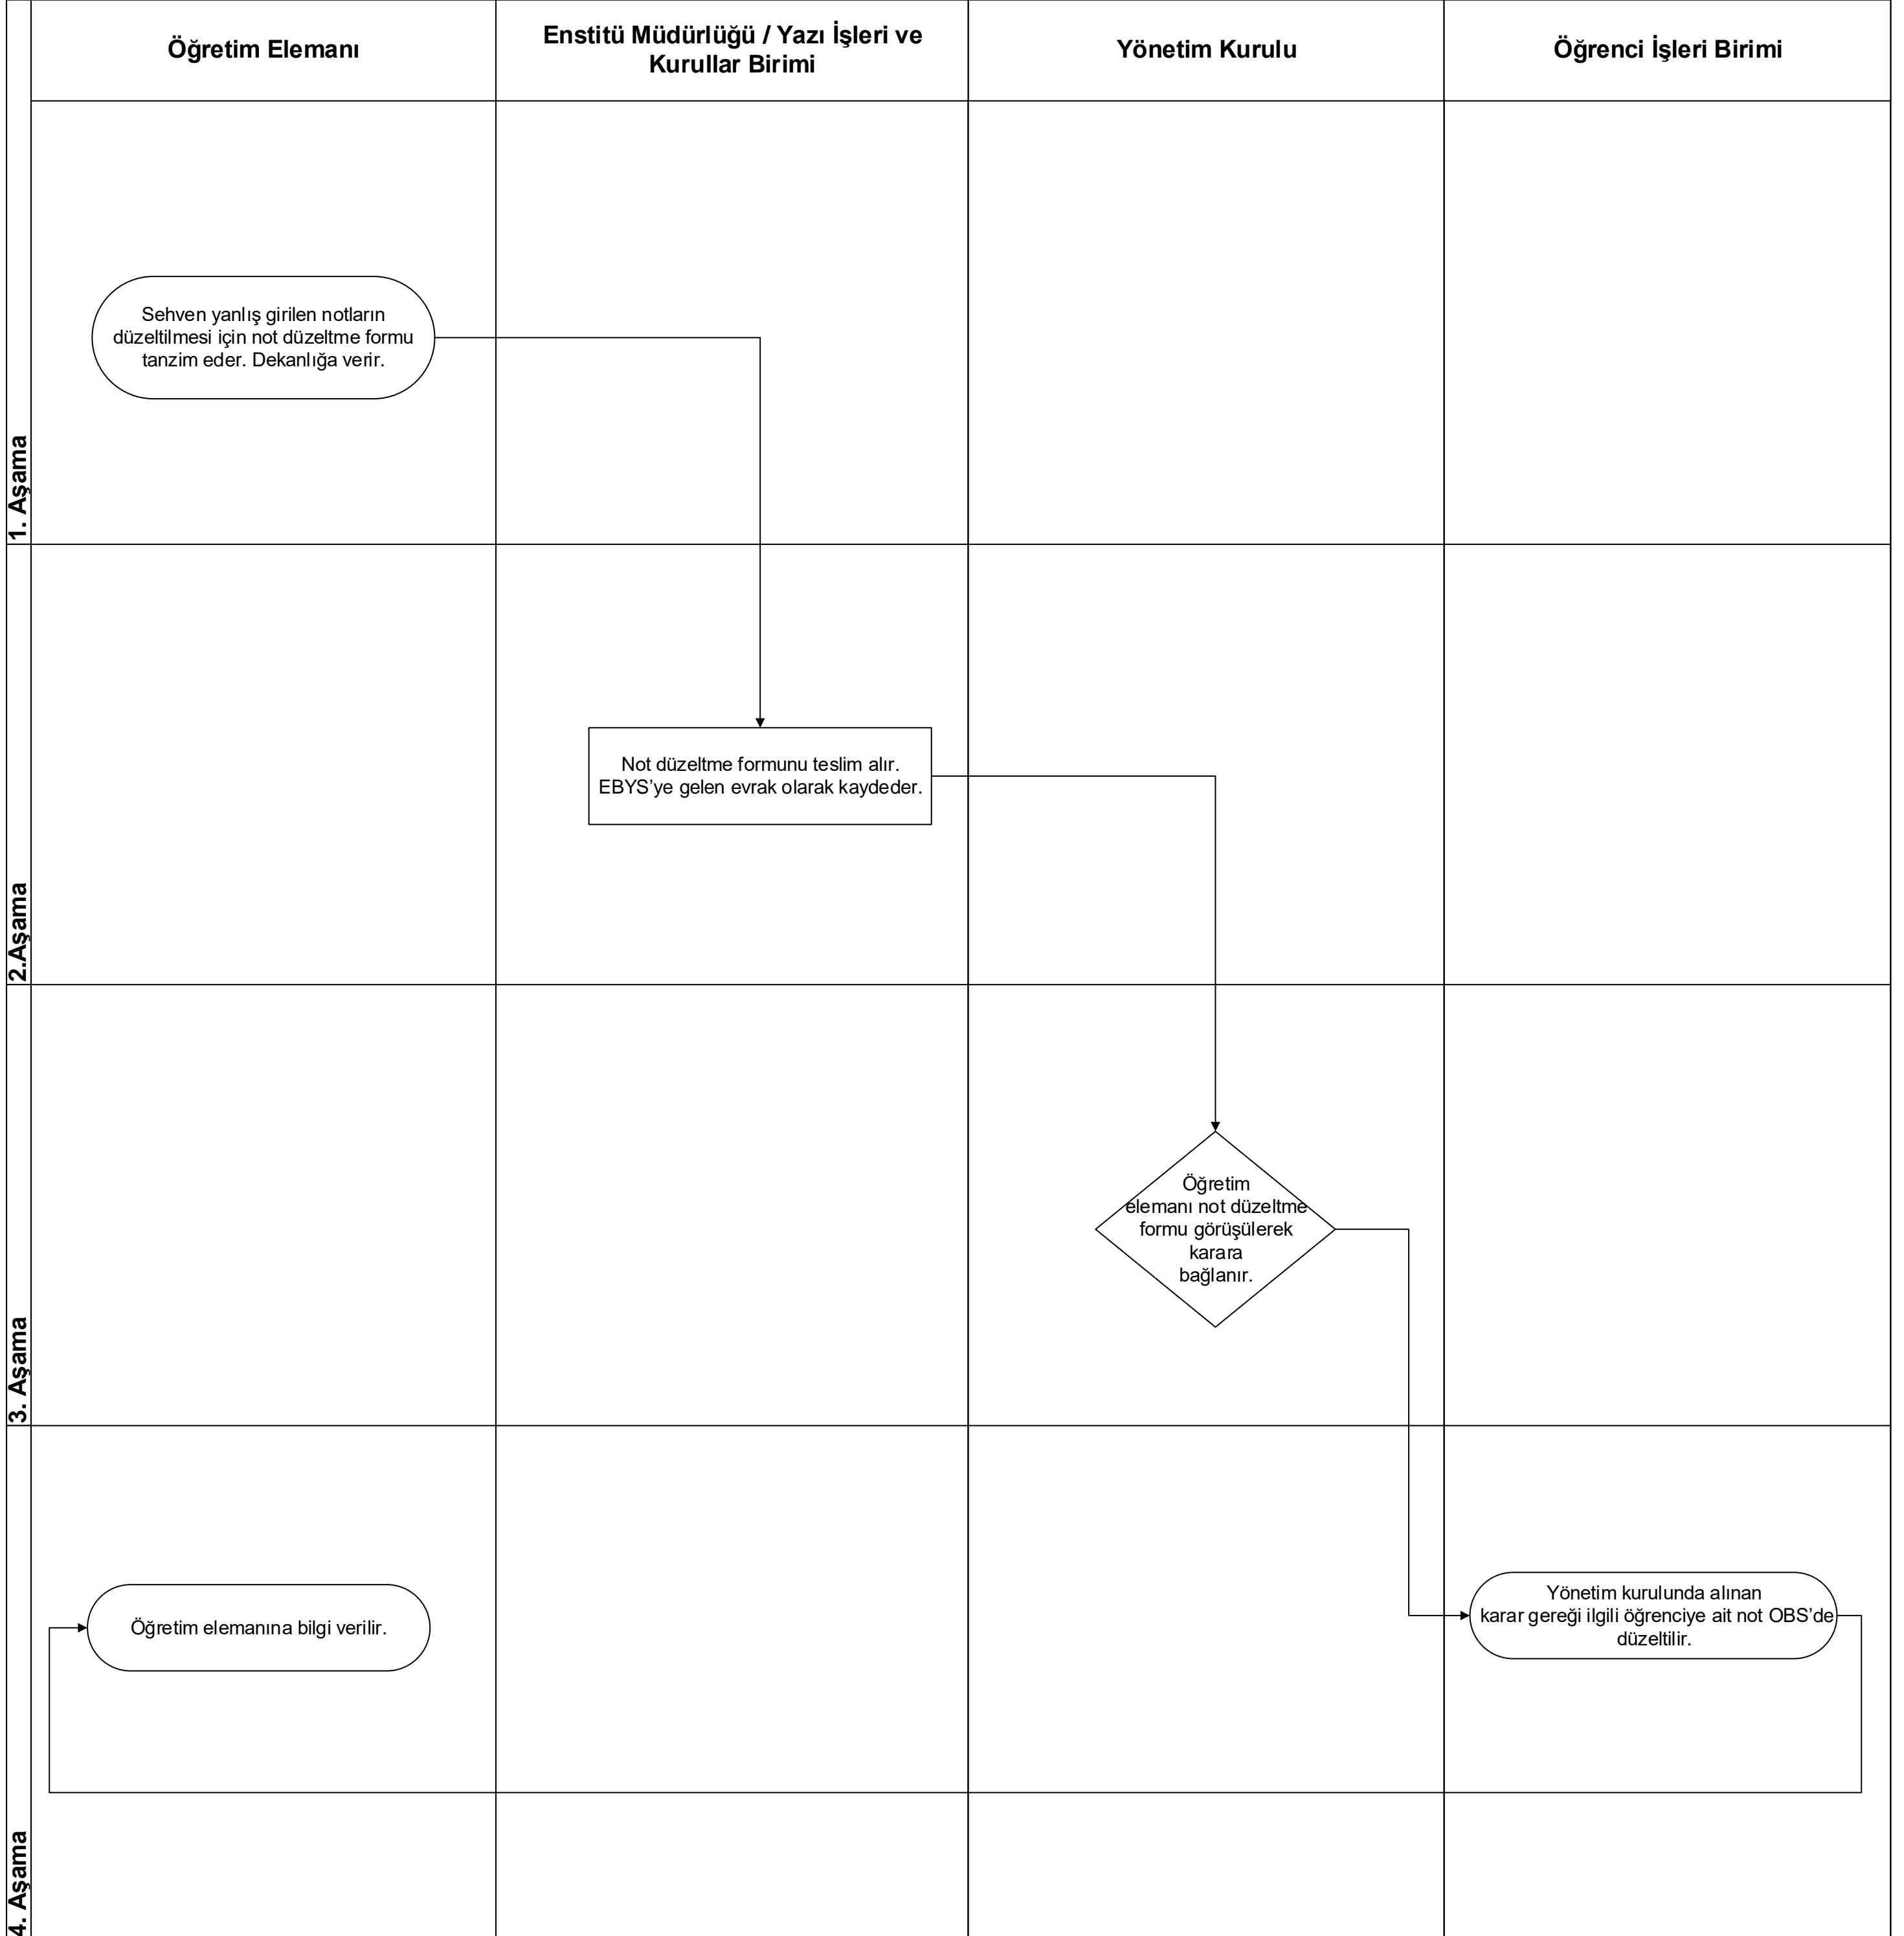 Öğretim Elemanı
Enstitü Müdürlüğü / Yazı İşleri ve
Kurullar Birimi
Yönetim Kurulu
Öğrenci İşleri Birimi
1. Aşama
Sehven yanlış girilen notların
düzeltilmesi için not düzeltme formu
tanzim eder. Dekanlığa verir.
2.Aşama
Not düzeltme formunu teslim alır.
EBYS’ye gelen evrak olarak kaydeder.
3. Aşama
Öğretim
elemanı not düzeltme
formu görüşülerek
karara
bağlanır.
4. Aşama
Öğretim elemanına bilgi verilir.
Yönetim kurulunda alınan
karar gereği ilgili öğrenciye ait not OBS’de
düzeltilir.